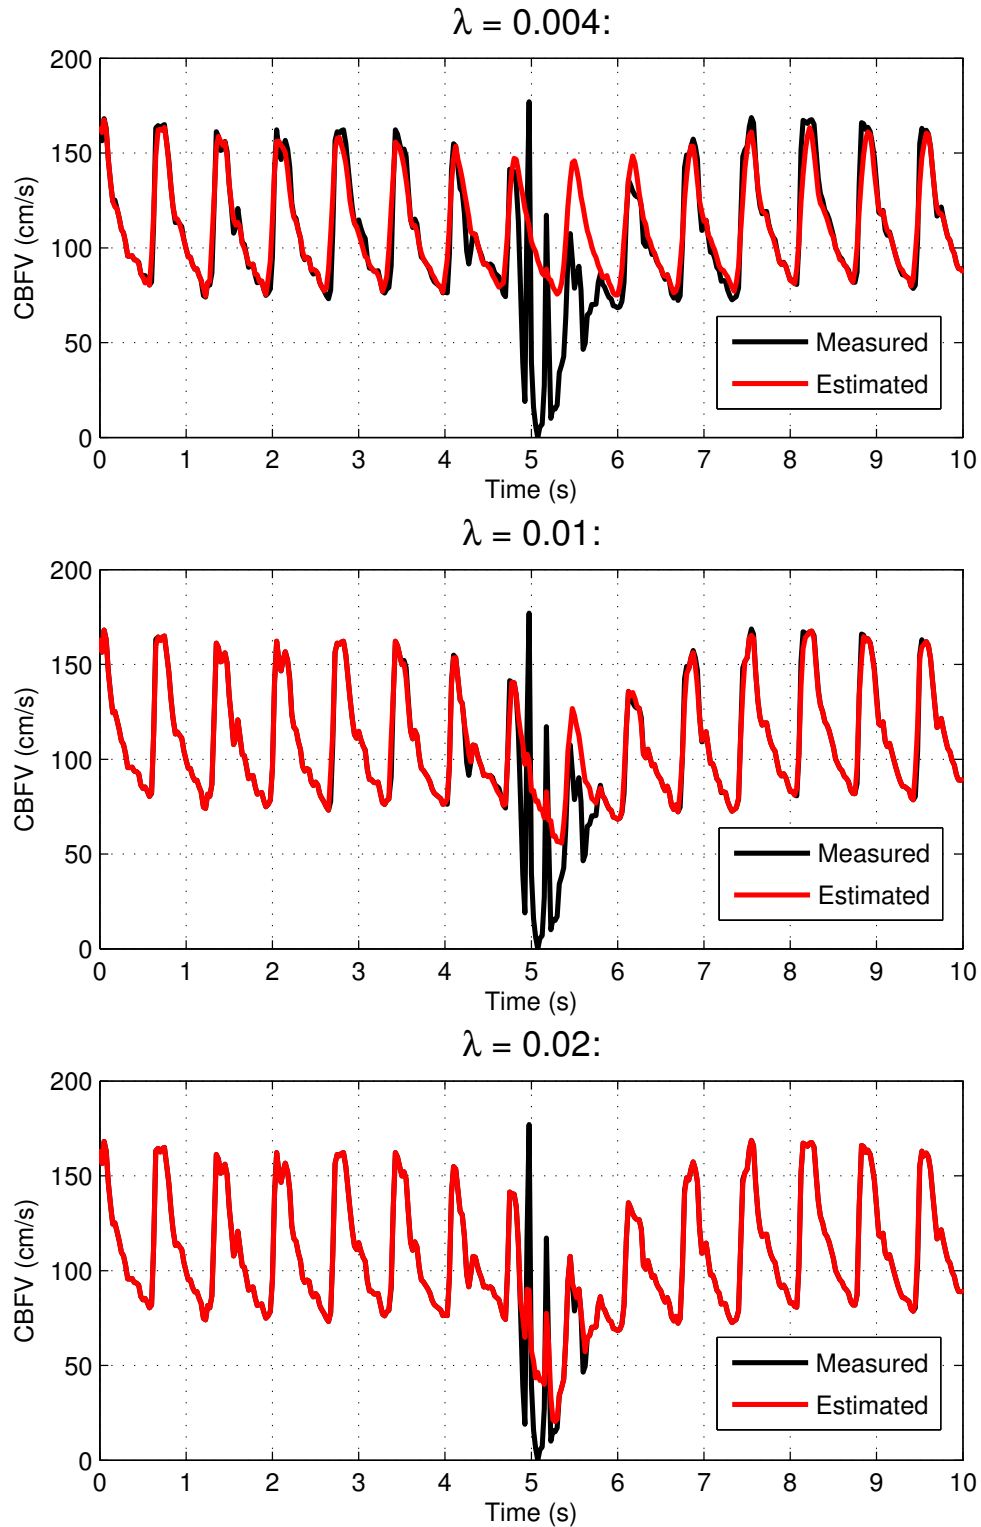 λ = 0.004:
200
150
100
50
0
CBFV (cm/s)
Measured
Estimated
0 1 2 3 4 5 6 7 8 9 10
Time (s)
λ = 0.01:
200
150
100
50
0
CBFV (cm/s)
Measured
Estimated
0 1 2 3 4 5 6 7 8 9 10
Time (s)
λ = 0.02:
200
150
100
50
0
CBFV (cm/s)
Measured
Estimated
0 1 2 3 4 5 6 7 8 9 10
Time (s)